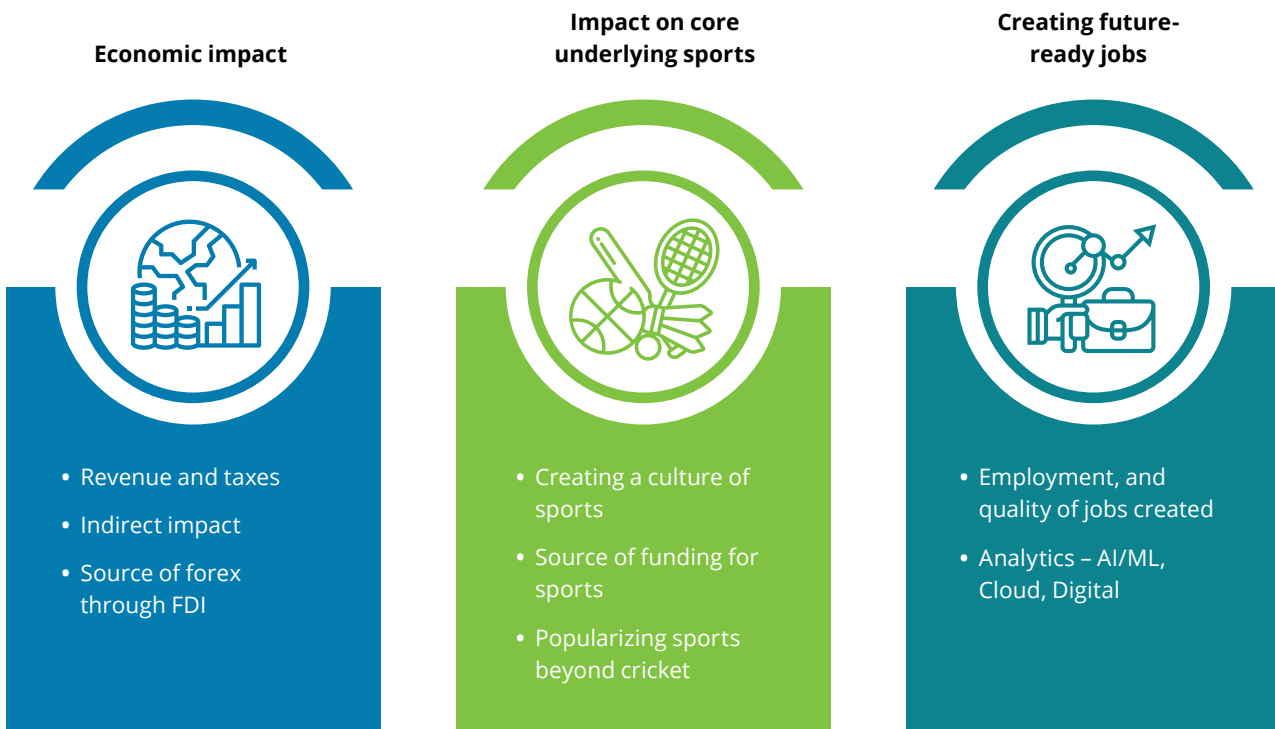 Economic impact
Impact on core
underlying sports
Creating future-
ready jobs
• Revenue and taxes
• Indirect impact
• Source of forex
through FDI
• Creating a culture of
sports
• Source of funding for
sports
• Popularizing sports
beyond cricket
• Employment, and
quality of jobs created
• Analytics – AI/ML,
Cloud, Digital